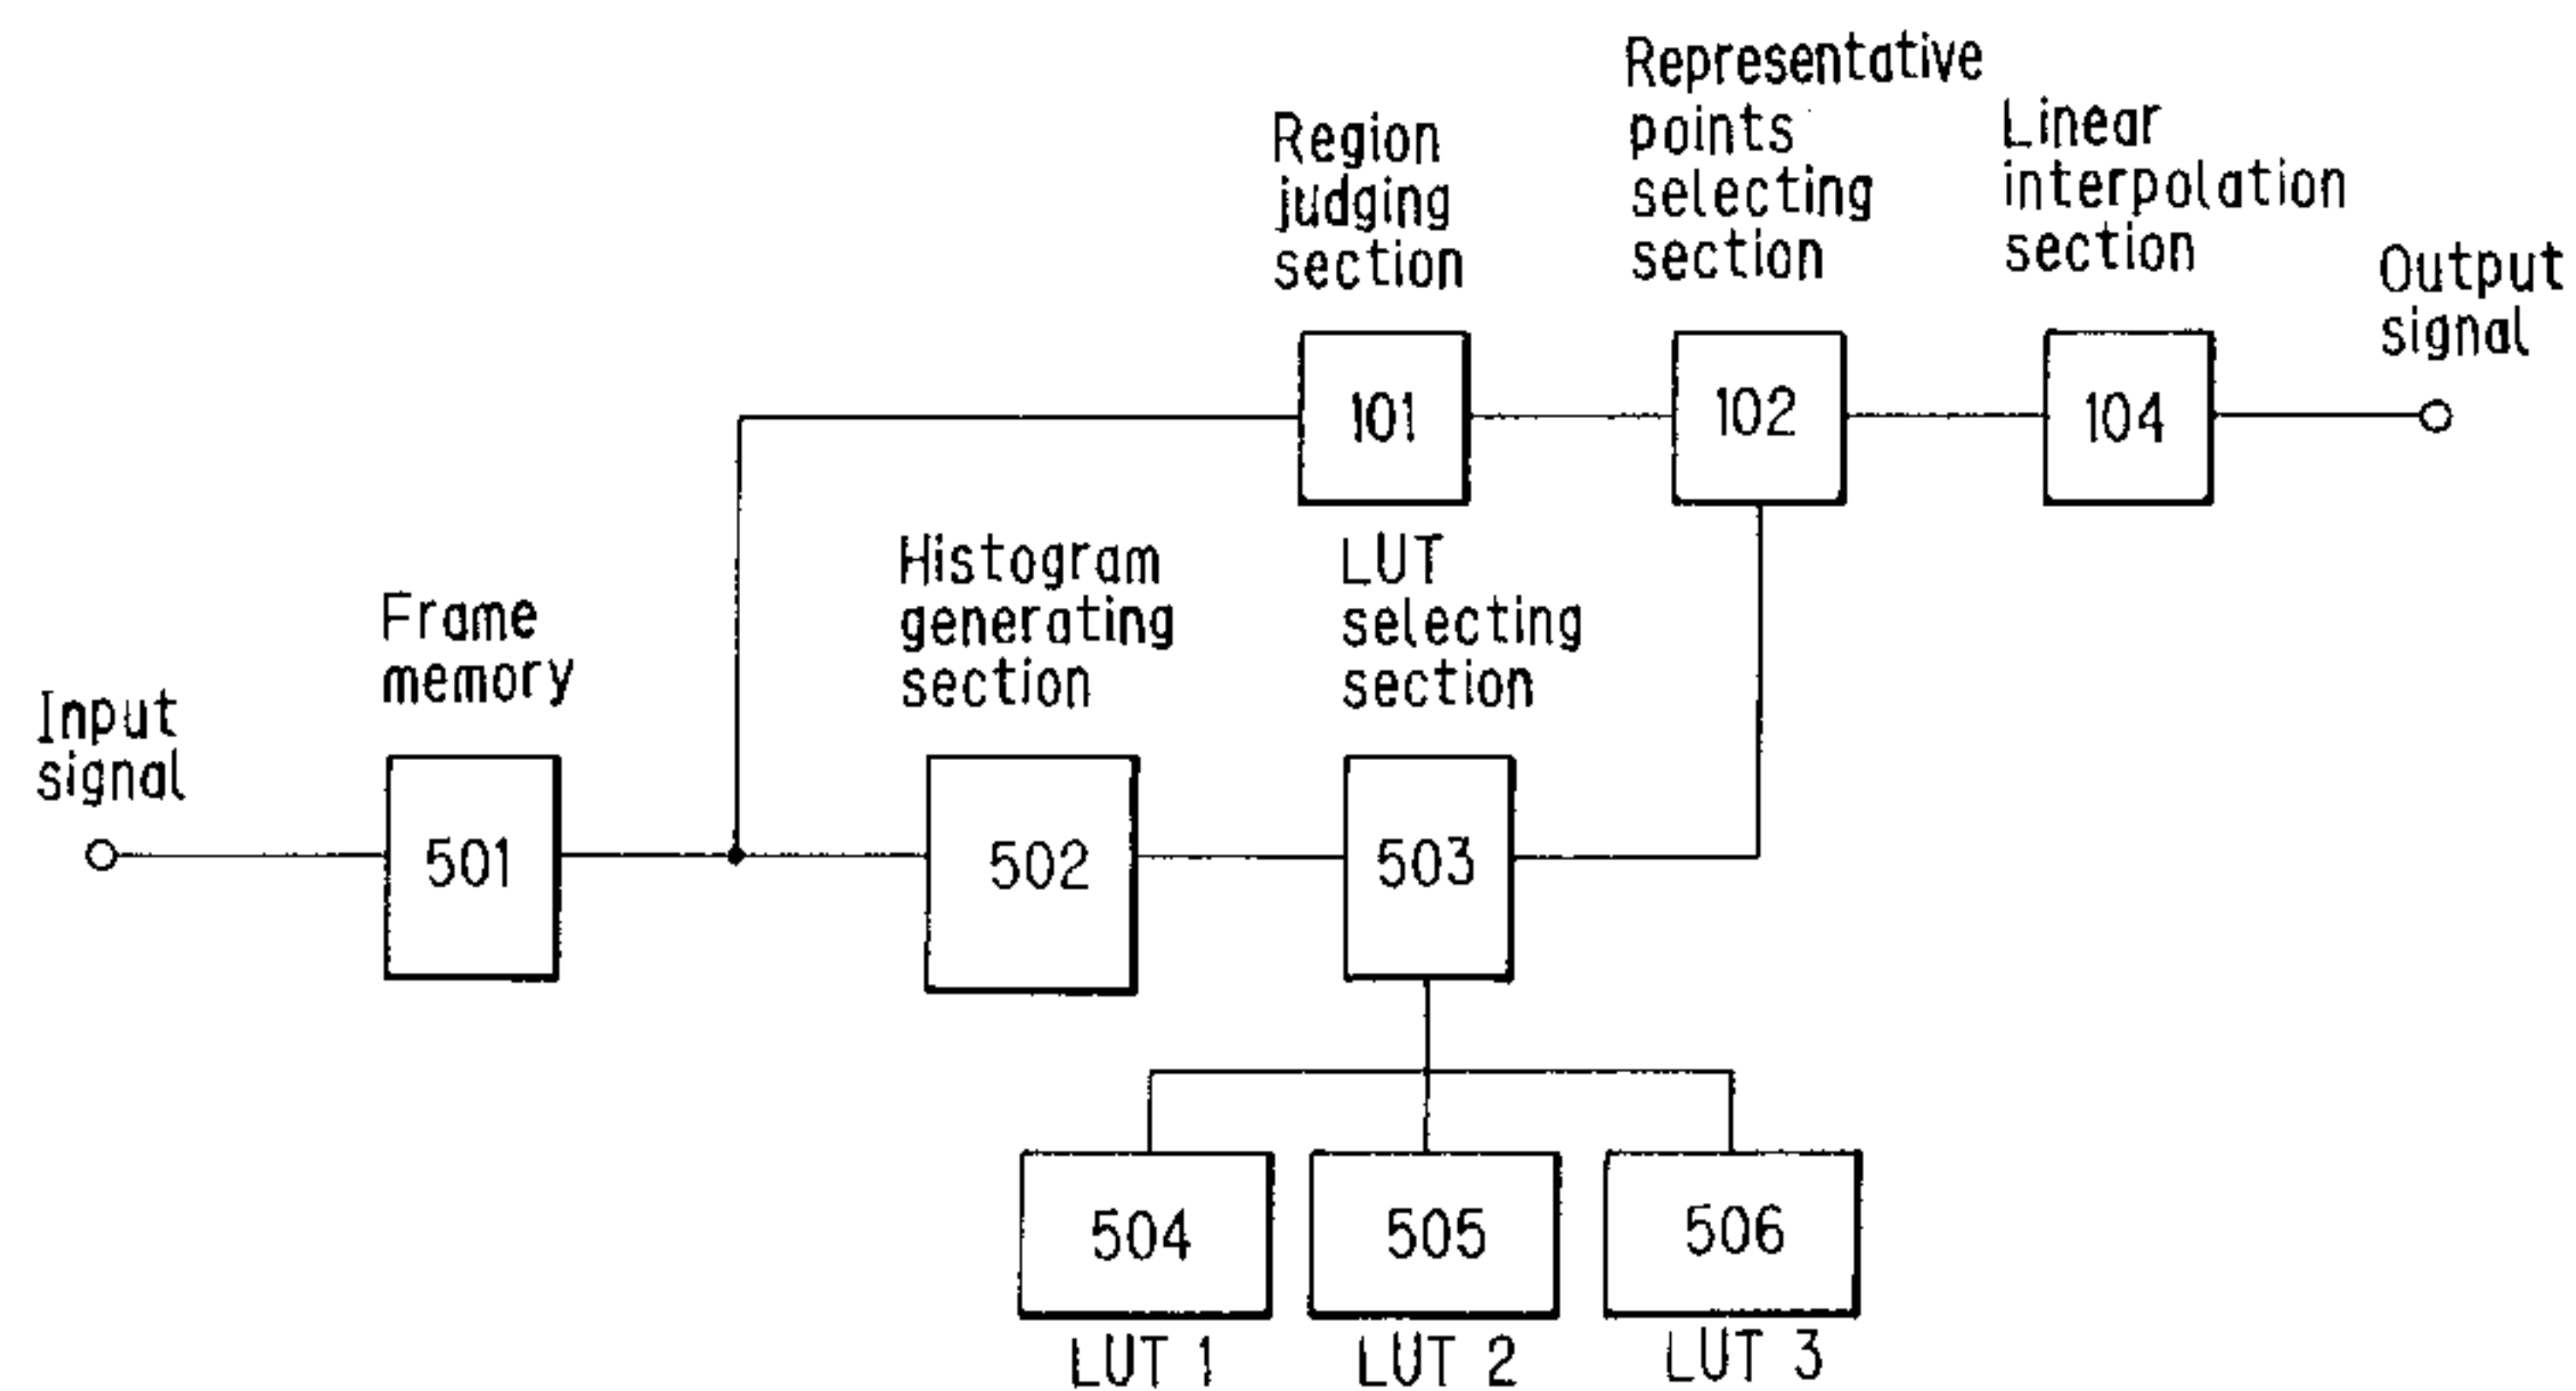 Representative
points
selecting
section
Region
judging
section
Linear
interpolation
section
Output
signal
101
102
104
Histogram
generating
section
LUT
selecting
section
Frame
memory
Input
signal
501
502
503
504
505
506
LUT 1
LUT 2
LUT 3